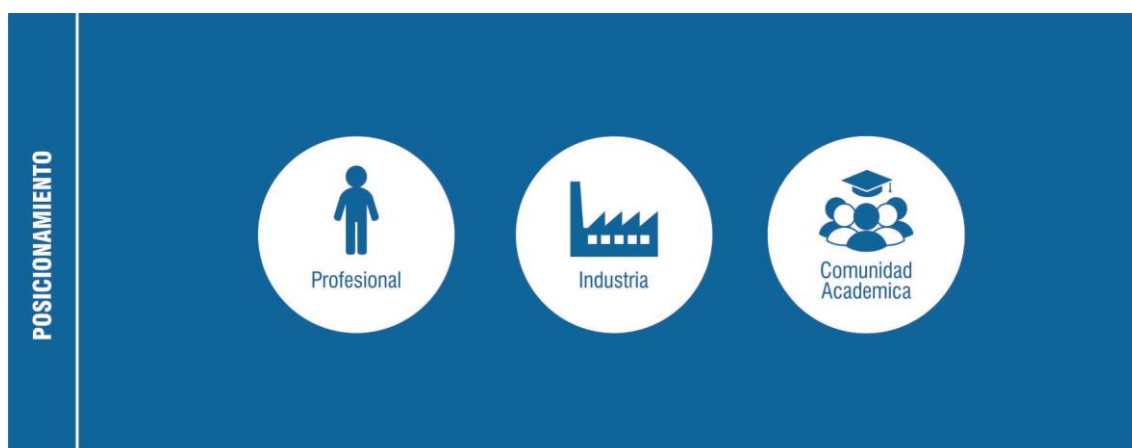 POSICIONAMIENTO
Profesional
Industria
Comunidad
Academica